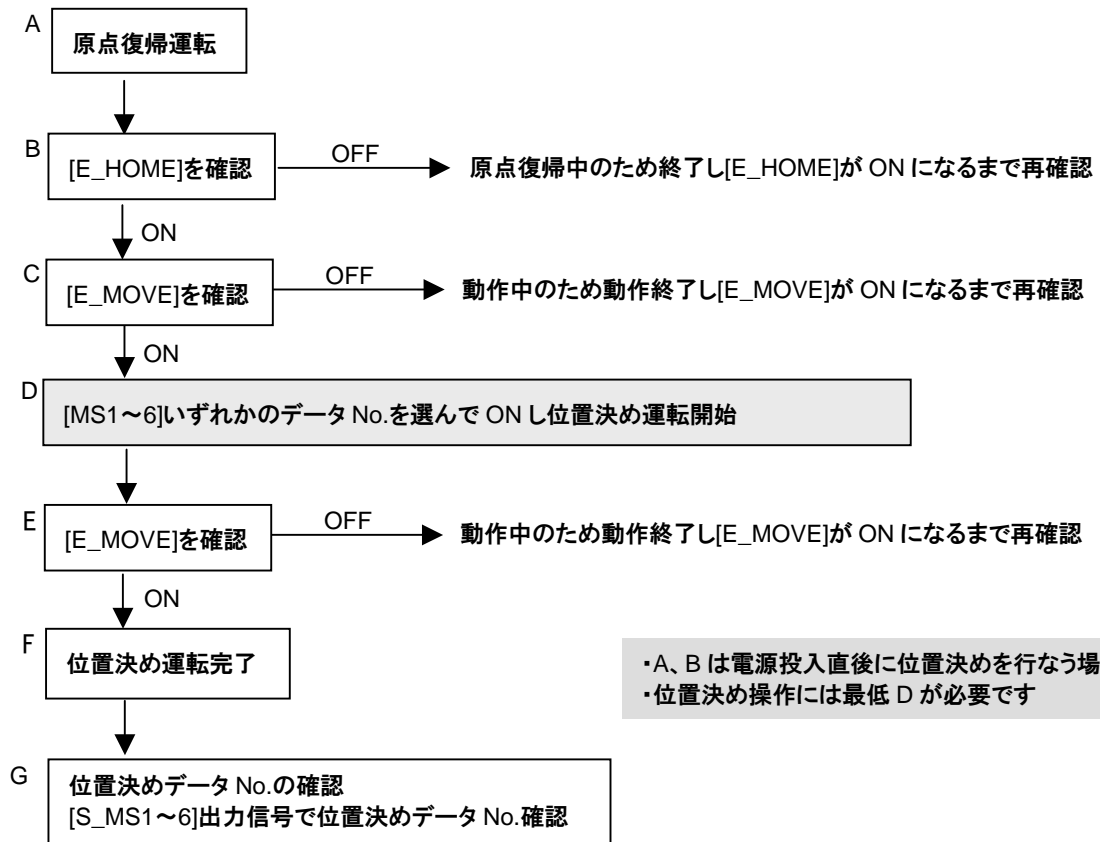 A
原点復帰運転
B
[E_HOME]を確認
OFF
原点復帰中のため終了し[E_HOME]が ON になるまで再確認
ON
C
[E_MOVE]を確認
OFF
動作中のため動作終了し[E_MOVE]が ON になるまで再確認
ON
D
[MS1～6]いずれかのデータ No.を選んで ON し位置決め運転開始
E
[E_MOVE]を確認
OFF
動作中のため動作終了し[E_MOVE]が ON になるまで再確認
ON
F
位置決め運転完了
・A、B は電源投入直後に位置決めを行なう場
・位置決め操作には最低 D が必要です
G
位置決めデータ No.の確認
[S_MS1～6]出力信号で位置決めデータ No.確認